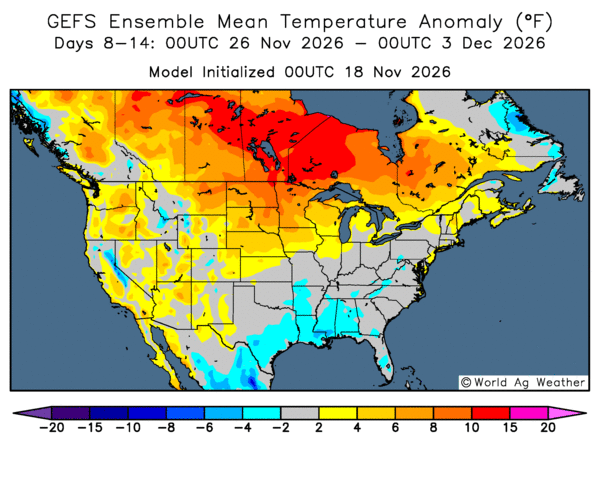 GEFS Ensemble Mean Temperature Anomaly (°F)
Days 8−14: 00UTC 26 Nov 2026 − 00UTC 3 Dec 2026
Model Initialized 00UTC 18 Nov 2026
© World Ag Weather
−20 −15 −10 −8 −6 −4 −2 2 4 6 8 10 15 20